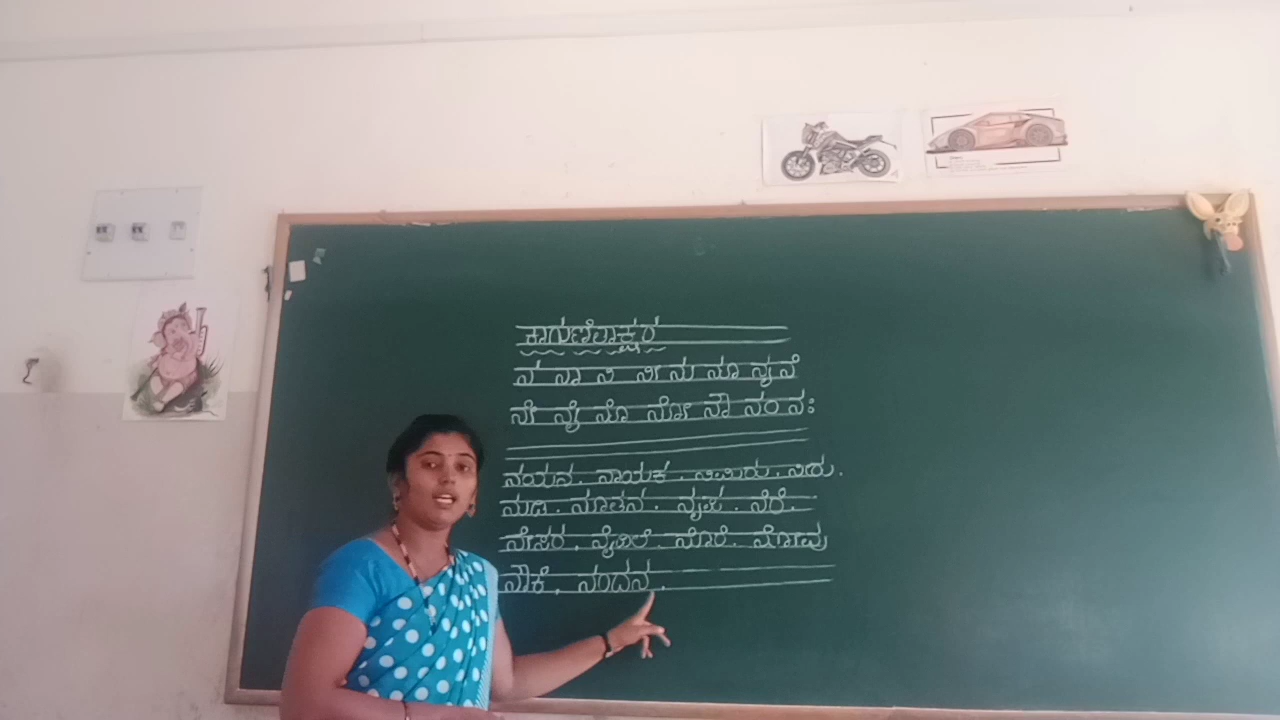 ಕಾಗುಣಿತಾಕ್ಷರ
ನ ನಾ ನಿ ನೀ ನು ನೂ ನೃ ನೆ
ನೇ ನೈ ನೊ ನೋ ನೌ ನಂ ನಃ
ನಯನ . ನಾಯಕ . ನಿಮಿರು . ನೀರು .
ನುಡಿ . ನೂತನ . ನೃಪ . ನೆರೆ .
ನೇಸರ . ನೈದಿಲೆ . ನೊರೆ . ನೋವು
ನೌಕೆ . ನಂದನ .